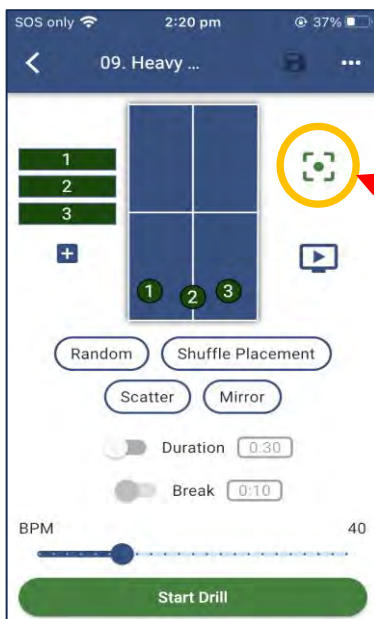 SOS only 2:20 pm 37%
09. Heavy ...
1
2
3
1 2 3
Random Shuffle Placement
Scatter Mirror
Duration 0:30
Break 0:10
BPM 40
Start Drill